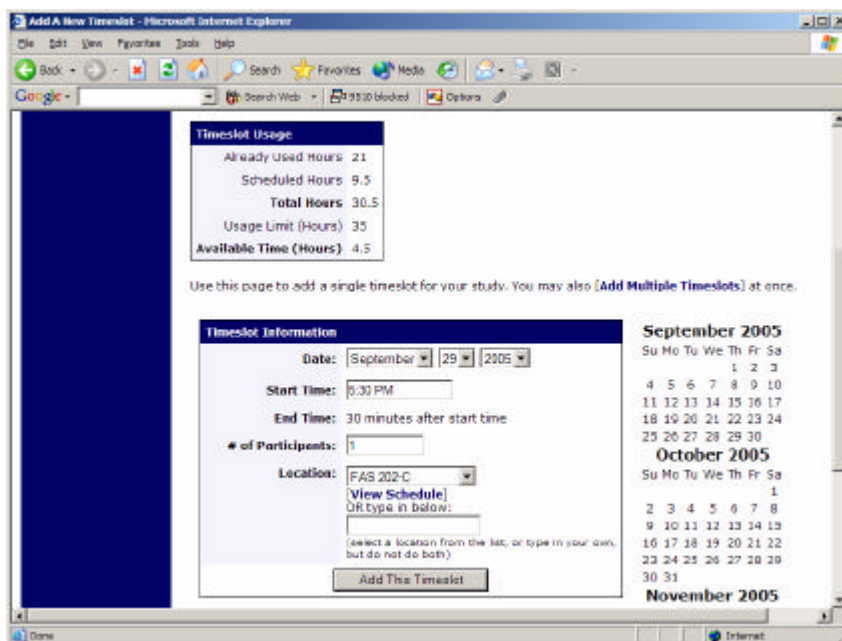 Add A New Timeslot - Microsoft Internet Explorer
File Edit View Favorites Tools Help
Back Search Favorites Media
Google Search Web 9510 blocked Options
Timeslot Usage
Already Used Hours 21
Scheduled Hours 9.5
Total Hours 30.5
Usage Limit (Hours) 35
Available Time (Hours) 4.5
Use this page to add a single timeslot for your study. You may also [Add Multiple Timeslots] at once.
Timeslot Information
Date: September 29 2005
Start Time: :30 PM
End Time: 30 minutes after start time
# of Participants: 1
Location: FAS 202-C
[View Schedule]
OR type in below:
(select a location from the list, or type in your own,
but do not do both)
Add This Timeslot
September 2005
Su Mo Tu We Th Fr Sa
1 2 3
4 5 6 7 8 9 10
11 12 13 14 15 16 17
18 19 20 21 22 23 24
25 26 27 28 29 30
October 2005
Su Mo Tu We Th Fr Sa
1
2 3 4 5 6 7 8
9 10 11 12 13 14 15
16 17 18 19 20 21 22
23 24 25 26 27 28 29
30 31
November 2005
Done Internet